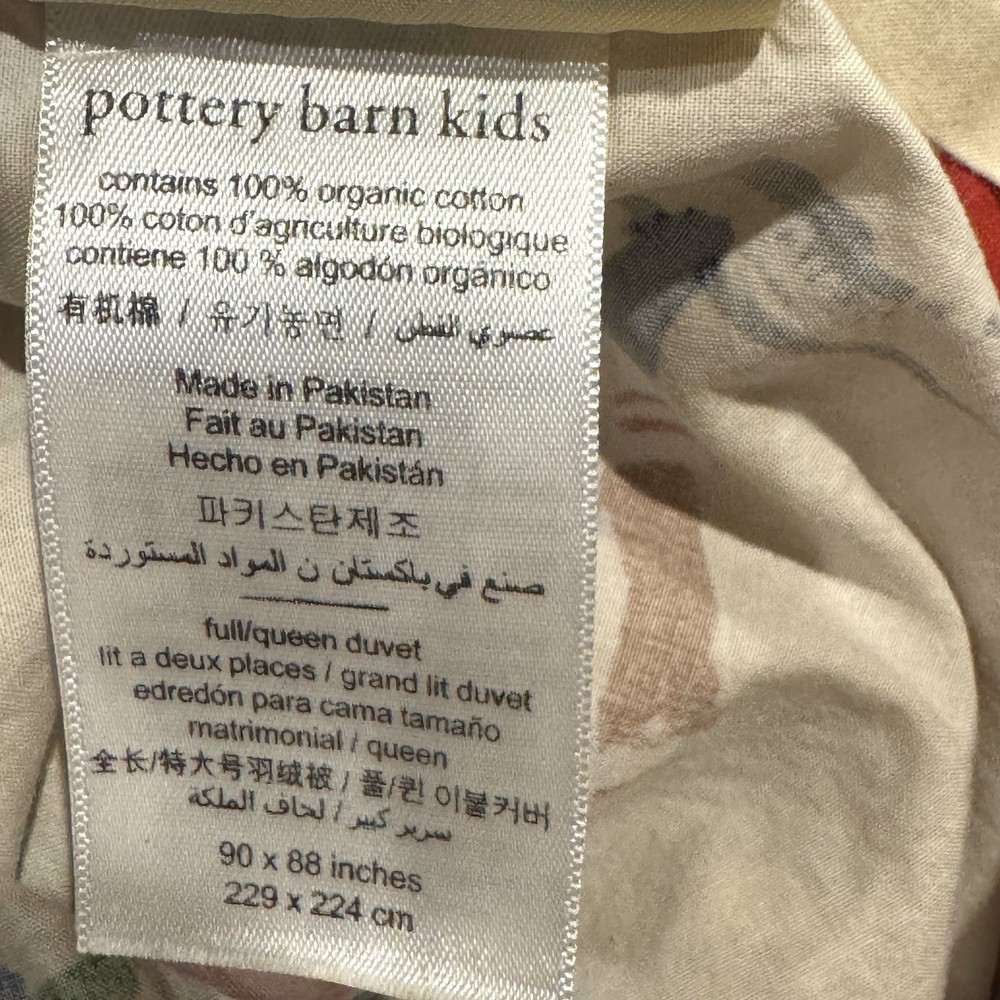 pottery barn kids
contains 100% organic cotton
100% coton d'agriculture biologique
contiene 100 % algodón orgánico
有机棉 / 유기농면 / عضوي القطن
Made in Pakistan
Fait au Pakistan
Hecho en Pakistán
파키스탄제조
صنع في باكستان ن المواد المستوردة
full/queen duvet
lit a deux places / grand lit duvet
edredón para cama tamaño
matrimonial / queen
全长/特大号羽绒被 / 풀/퀸 이불커버
سرير كبير / لحاف الملكة
90 x 88 inches
229 x 224 cm